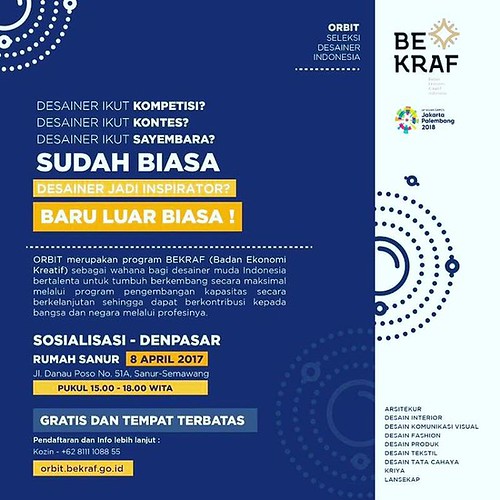 ORBIT
SELEKSI
DESAINER
INDONESIA
BE
KRAF
Jakarta
Palembang
2018
DESAINER IKUT KOMPETISI?
DESAINER IKUT KONTES?
DESAINER IKUT SAYEMBARA?
SUDAH BIASA
DESAINER JADI INSPIRATOR?
BARU LUAR BIASA !
ORBIT merupakan program BEKRAF (Badan Ekonomi
Kreatif) sebagai wahana bagi desainer muda Indonesia
bertalenta untuk tumbuh berkembang secara maksimal
melalui program pengembangan kapasitas secara
berkelanjutan sehingga dapat berkontribusi kepada
bangsa dan negara melalui profesinya.
SOSIALISASI - DENPASAR
RUMAH SANUR 8 APRIL 2017
Jl. Danau Poso No. 51A, Sanur-Semawang
PUKUL 15.00 - 18.00 WITA
GRATIS DAN TEMPAT TERBATAS
Pendaftaran dan Info lebih lanjut :
Kozin - +62 8111 1088 55
orbit.bekraf.go.id
ARSITEKUR
DESAIN INTERIOR
DESAIN KOMUNIKASI VISUAL
DESAIN FASHION
DESAIN PRODUK
DESAIN TEKSTIL
DESAIN TATA CAHAYA
KRIYA
LANSEKAP